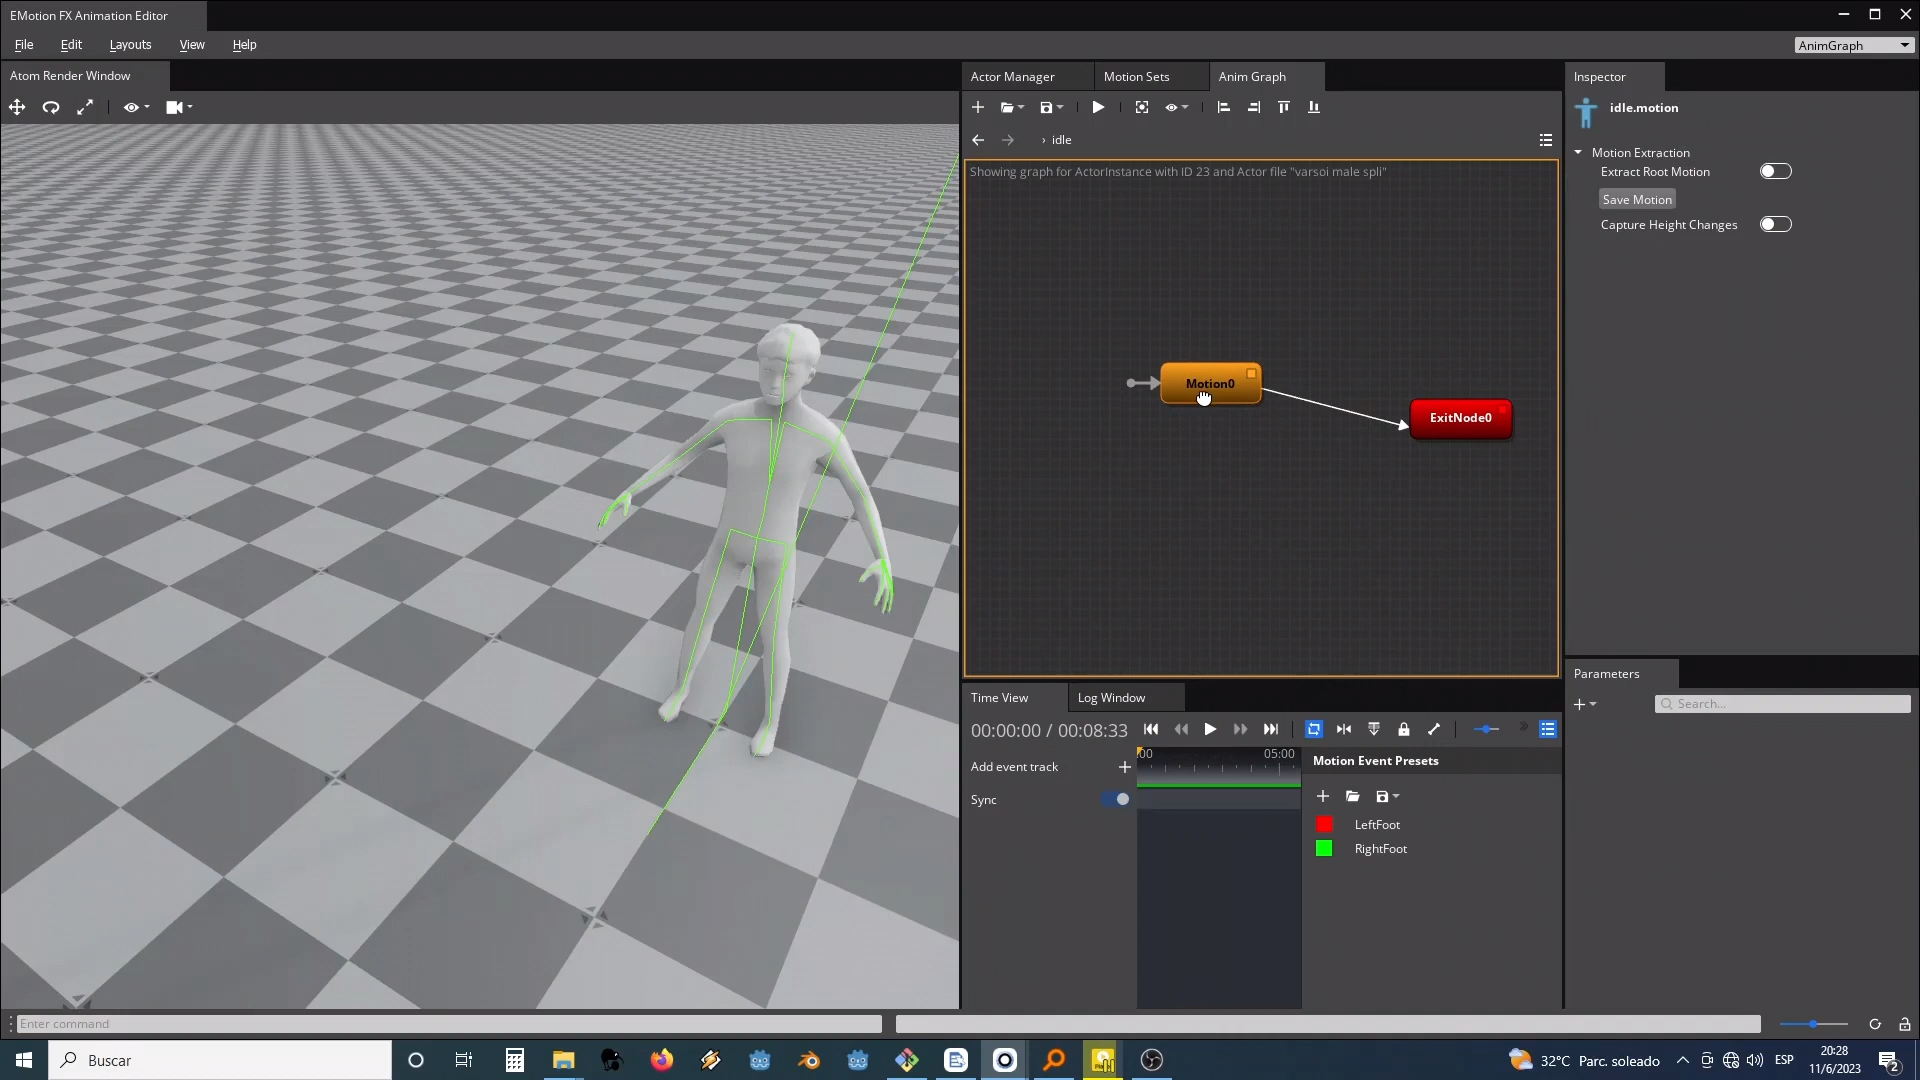 EMotion FX Animation Editor
File Edit Layouts View Help
AnimGraph
Atom Render Window
Actor Manager
Motion Sets
Anim Graph
Inspector
› idle
Showing graph for ActorInstance with ID 23 and Actor file "varsoi male spli"
Motion0
ExitNode0
idle.motion
Motion Extraction
Extract Root Motion
Save Motion
Capture Height Changes
Parameters
Search...
Time View
Log Window
00:00:00 / 00:08:33
:00 05:00
Add event track
Sync
Motion Event Presets
LeftFoot
RightFoot
Enter command
Buscar
32°C Parc. soleado
ESP
20:28
11/6/2023
2